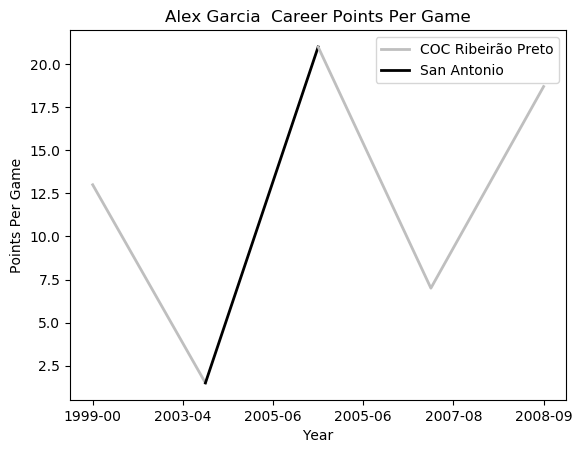 Alex Garcia  Career Points Per Game
COC Ribeirão Preto
San Antonio
Points Per Game
20.0
17.5
15.0
12.5
10.0
7.5
5.0
2.5
1999-00 2003-04 2005-06 2005-06 2007-08 2008-09
Year